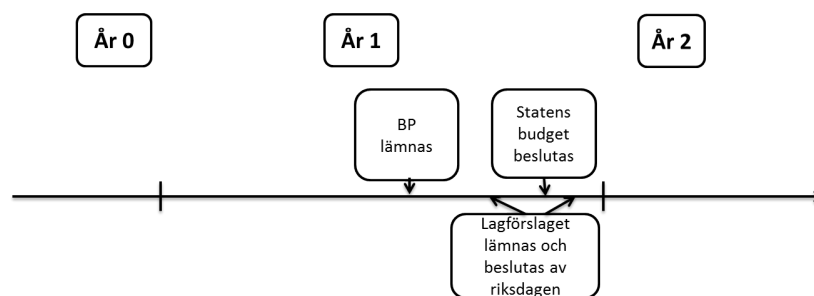 År 0
År 1
År 2
BP
lämnas
Statens
budget
beslutas
Lagförslaget
lämnas och
beslutas av
riksdagen